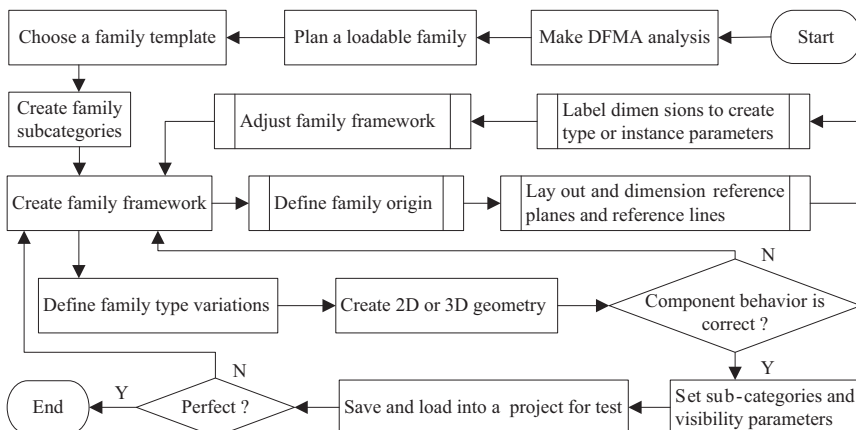 Choose a family template
Plan a loadable family
Make DFMA analysis
Start
Create family
subcategories
Adjust family framework
Label dimen sions to create
type or instance parameters
Create family framework
Define family origin
Lay out and dimension reference
planes and reference lines
N
Define family type variations
Create 2D or 3D geometry
Component behavior is
correct ?
N
Y
Y
End
Perfect ?
Save and load into a project for test
Set sub-categories and
visibility parameters